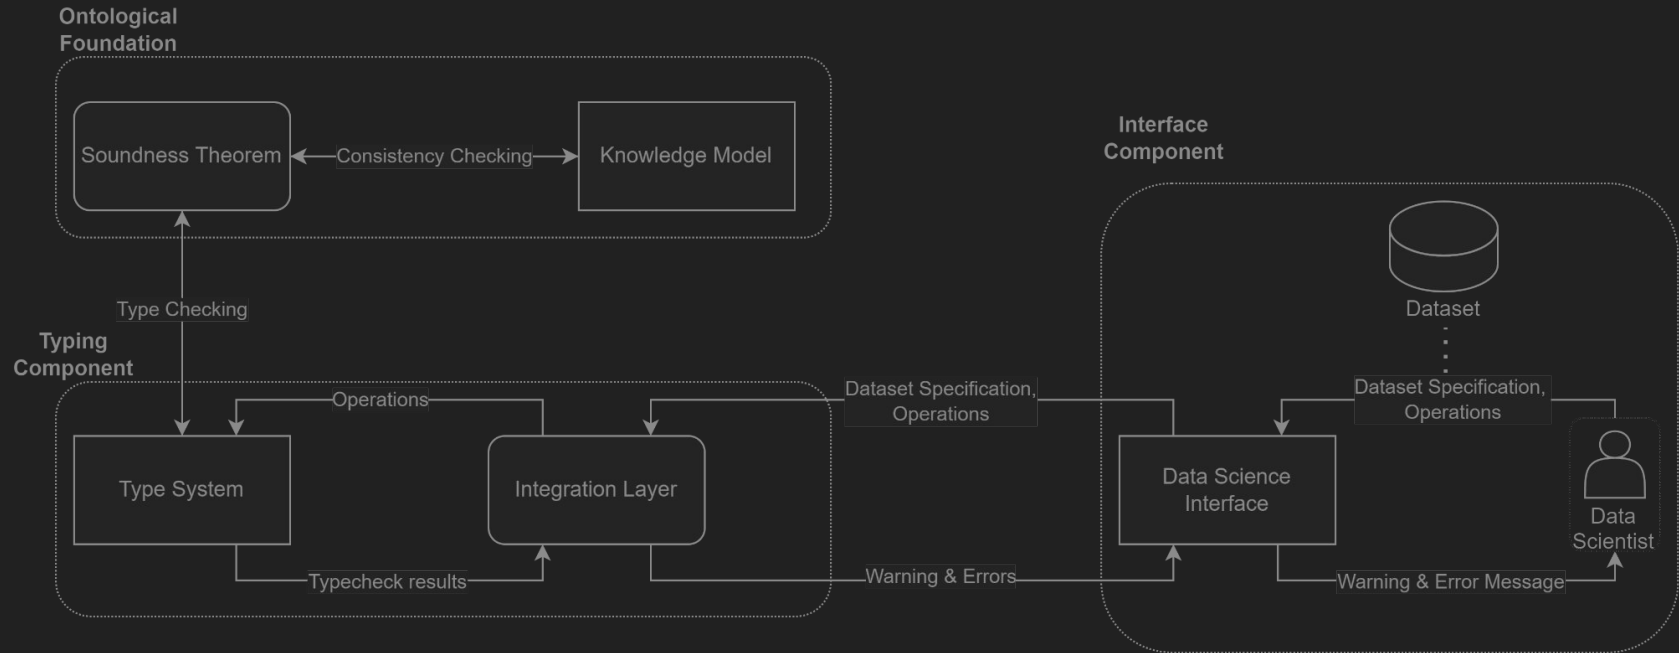 Ontological
Foundation
Soundness Theorem
Consistency Checking
Knowledge Model
Type Checking
Typing
Component
Operations
Type System
Integration Layer
Typecheck results
Dataset Specification,
Operations
Warning & Errors
Interface
Component
Dataset
Dataset Specification,
Operations
Data Science
Interface
Data
Scientist
Warning & Error Message